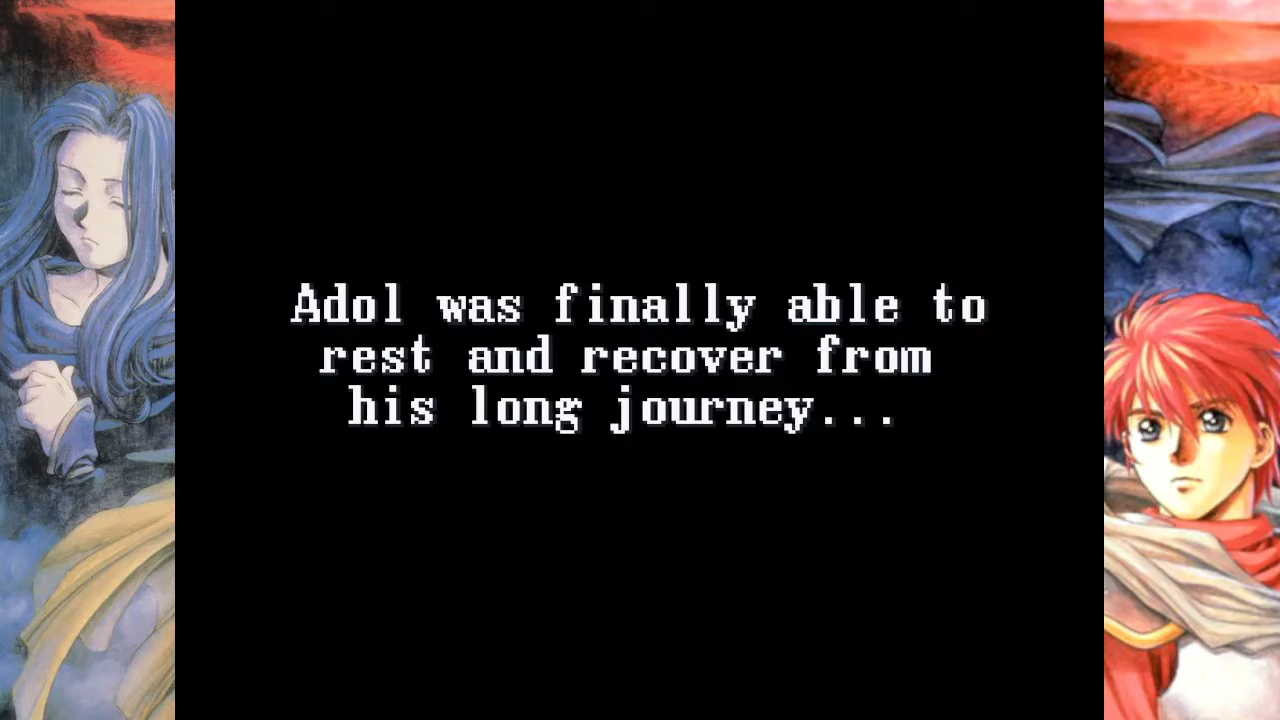 Adol was finally able to
rest and recover from
his long journey...